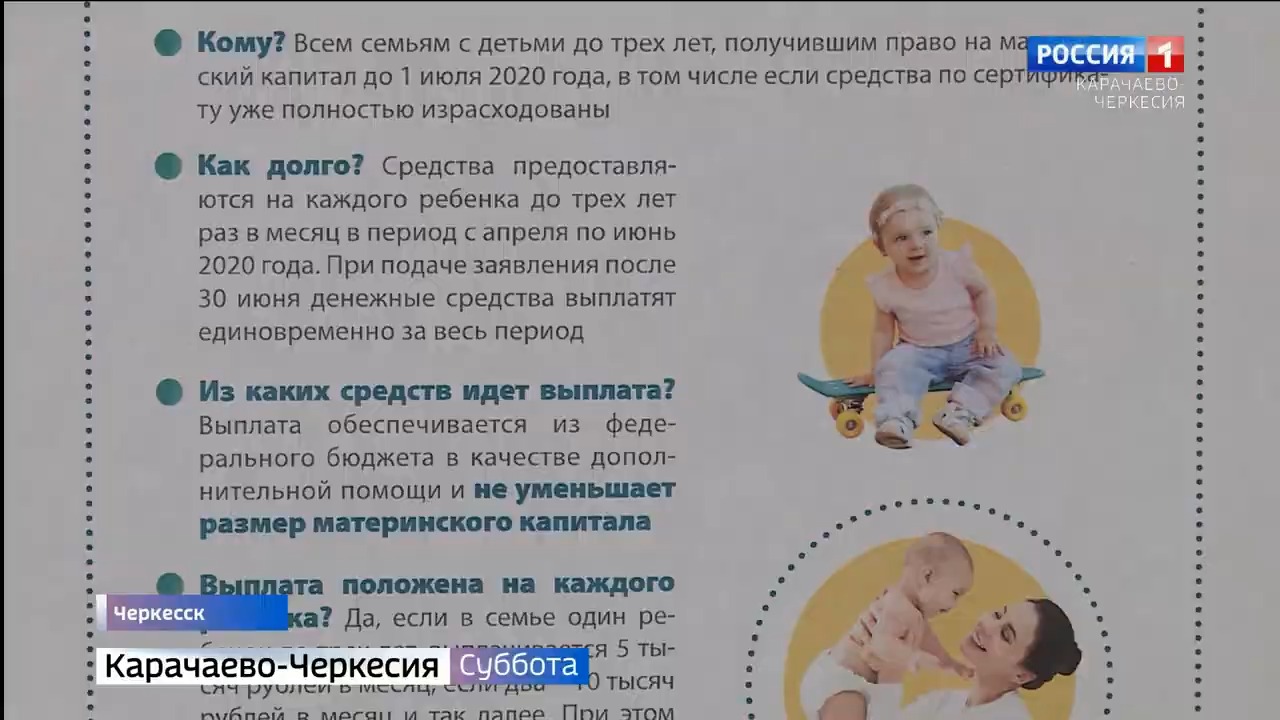 Кому? Всем семьям с детьми до трех лет, получившим право на
ский капитал до 1 июля 2020 года, в том числе если средства по сертифика-
ту уже полностью израсходованы
РОССИЯ 1
КАРАЧАЕВО-
ЧЕРКЕСИЯ
Как долго? Средства предоставля-
ются на каждого ребенка до трех лет
раз в месяц в период с апреля по июнь
2020 года. При подаче заявления после
30 июня денежные средства выплатят
единовременно за весь период
Из каких средств идет выплата?
Выплата обеспечивается из феде-
рального бюджета в качестве допол-
нительной помощи и не уменьшает
размер материнского капитала
Выплата положена на каждого
Да, если в семье один ре-
5 ты-
сяч рублей в месяц, если два – 10 тысяч
рублей в месяц и так далее. При этом
Черкесск
Карачаево-Черкесия Суббота